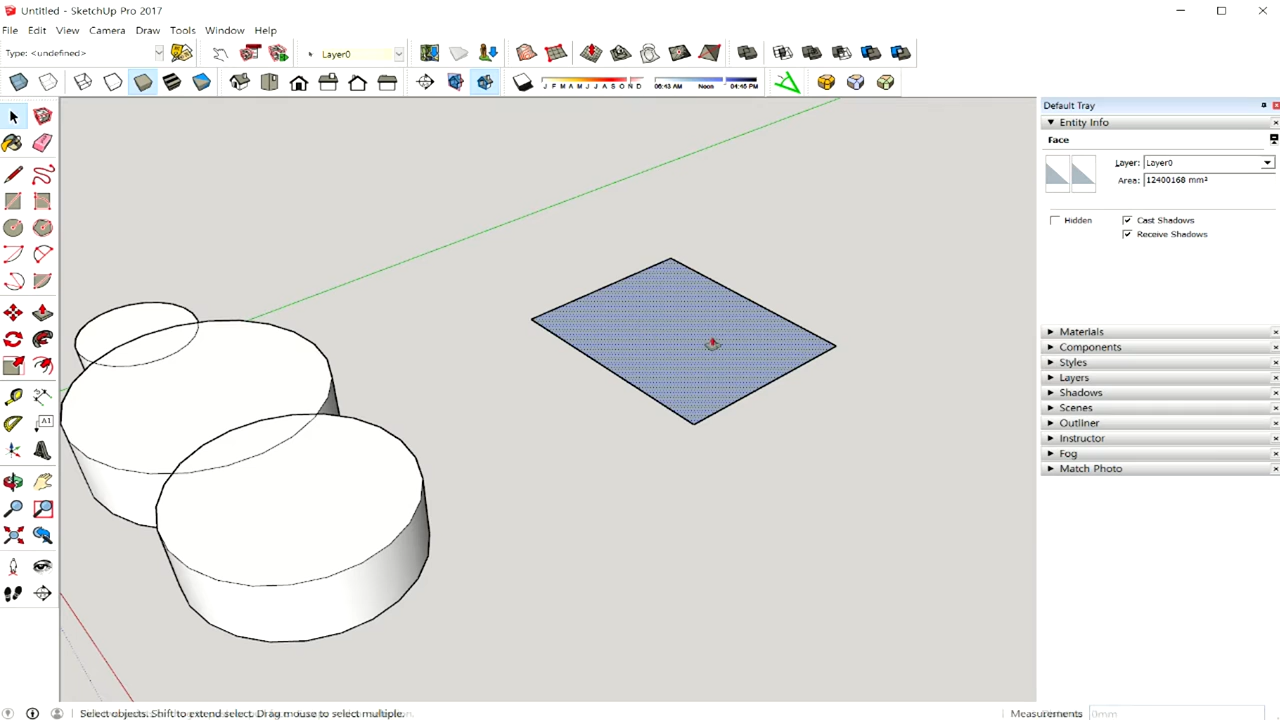 Untitled - SketchUp Pro 2017
File Edit View Camera Draw Tools Window Help
Type: <undefined>
Layer0
J F M A M J J A S O N D
06:43 AM Noon 04:45 PM
Default Tray
Entity Info
Face
Layer: Layer0
Area: 12400168 mm²
Hidden
Cast Shadows
Receive Shadows
Materials
Components
Styles
Layers
Shadows
Scenes
Outliner
Instructor
Fog
Match Photo
A1
Select objects. Shift to extend select. Drag mouse to select multiple.
Measurements 0mm